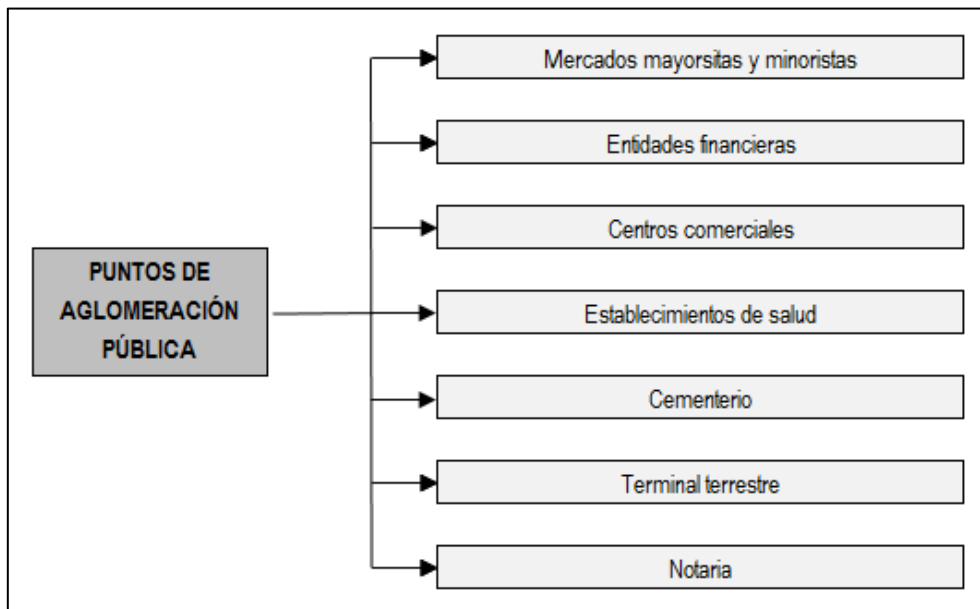 PUNTOS DE
AGLOMERACIÓN
PÚBLICA
Mercados mayorsitas y minoristas
Entidades financieras
Centros comerciales
Establecimientos de salud
Cementerio
Terminal terrestre
Notaria